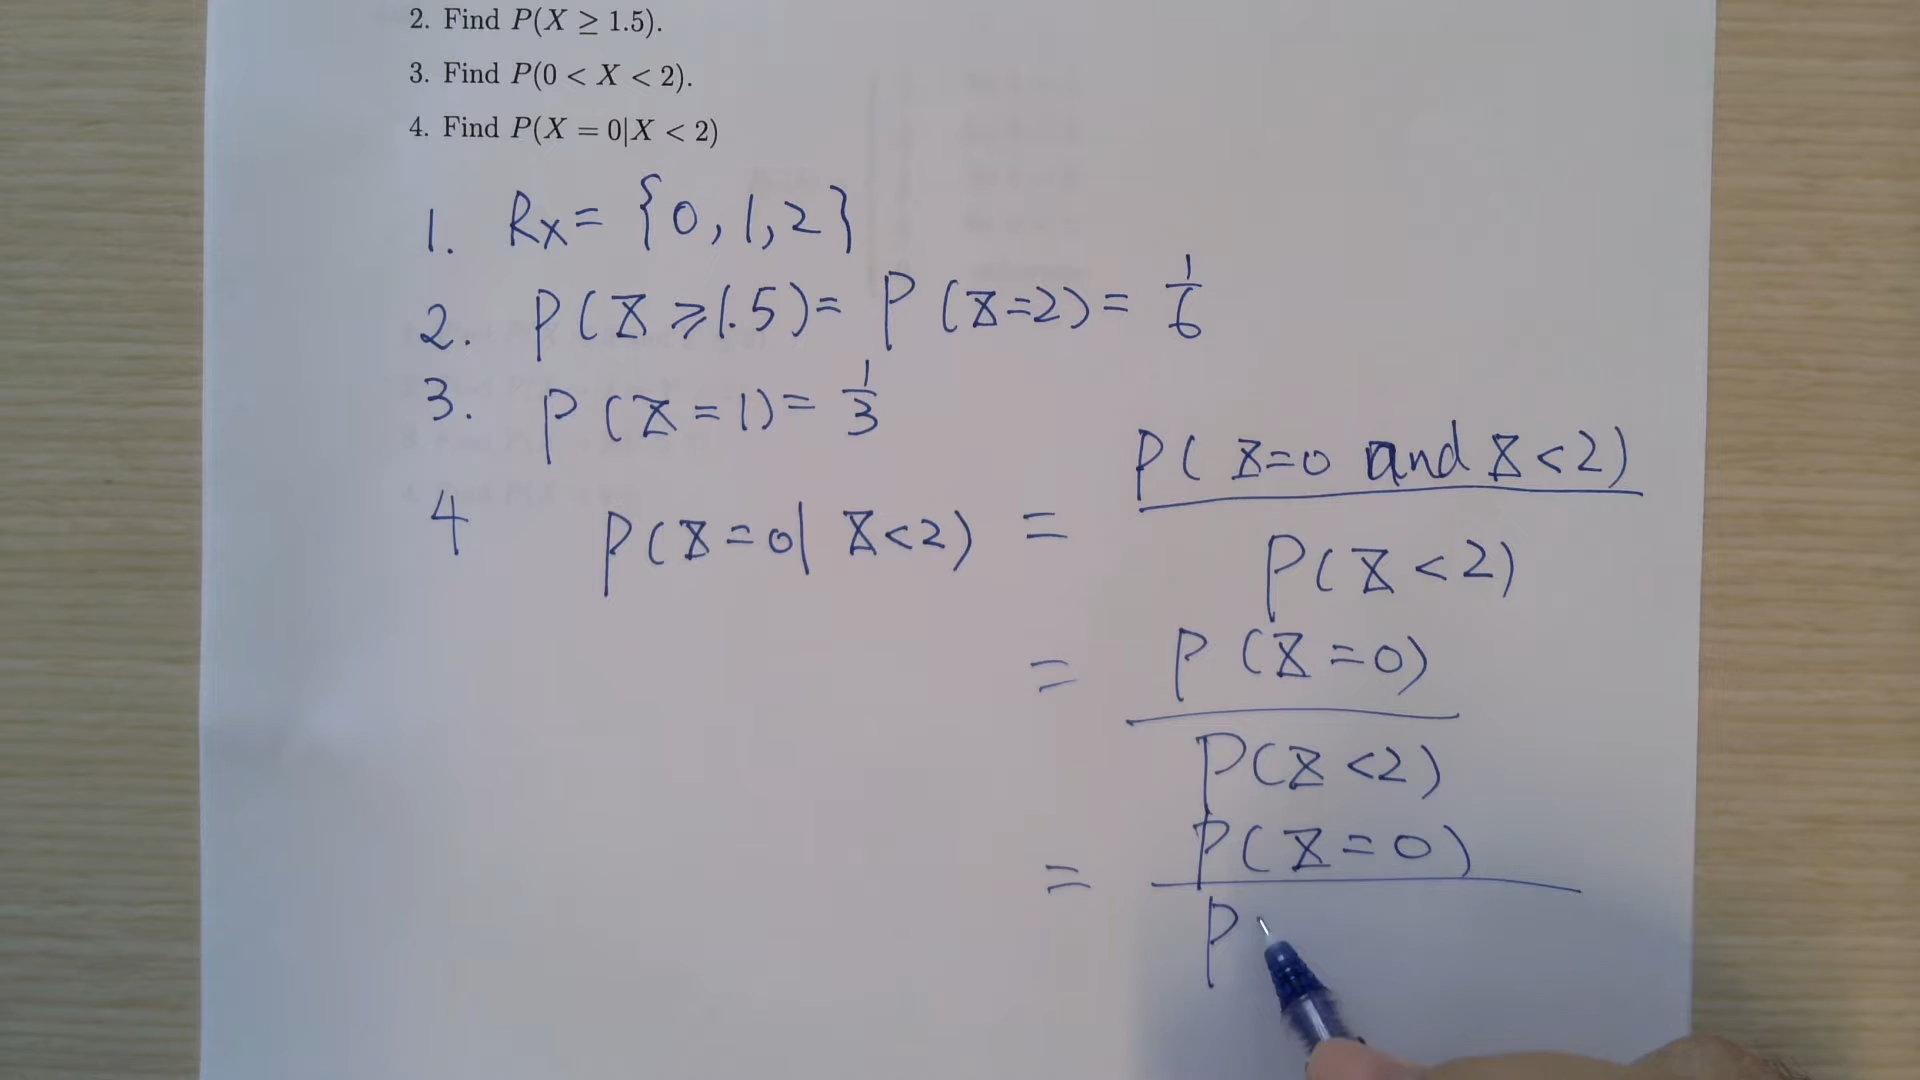 2. Find P(X ≥ 1.5).
3. Find P(0 < X < 2).
4. Find P(X = 0|X < 2)
1. Rx = {0, 1, 2}
2. P(X ≥ 1.5) = P(X = 2) = 1/6
3. P(X = 1) = 1/3
4 P(X = 0 | X < 2) = P(X = 0 and X < 2) / P(X < 2)
= P(X = 0) / P(X < 2)
= P(X = 0) / P